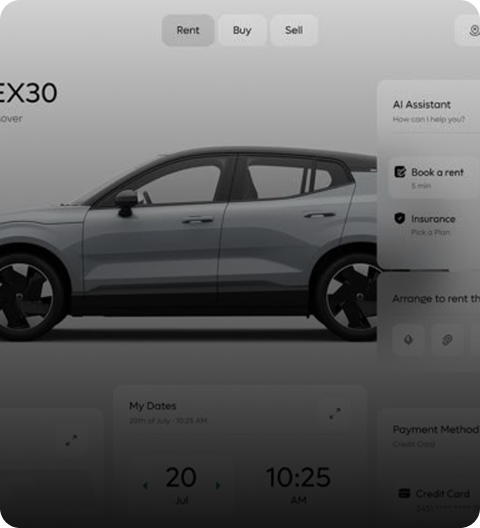 Rent
Buy
Sell
EX30
over
AI Assistant
How can I help you?
Book a rent
5 min
Insurance
Pick a Plan
Arrange to rent th
My Dates
20th of July · 10:25 AM
20
Jul
10:25
AM
Payment Method
Credit Card
Credit Card